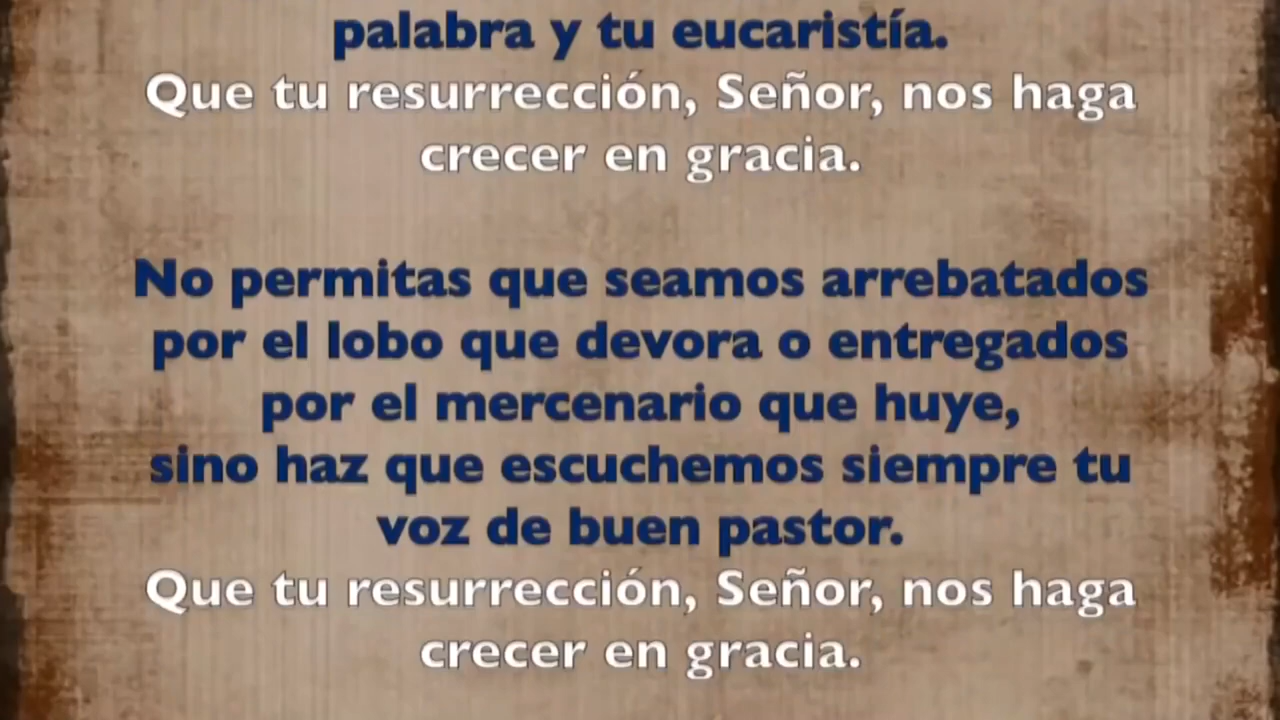 palabra y tu eucaristía.
Que tu resurrección, Señor, nos haga
crecer en gracia.
No permitas que seamos arrebatados
por el lobo que devora o entregados
por el mercenario que huye,
sino haz que escuchemos siempre tu
voz de buen pastor.
Que tu resurrección, Señor, nos haga
crecer en gracia.